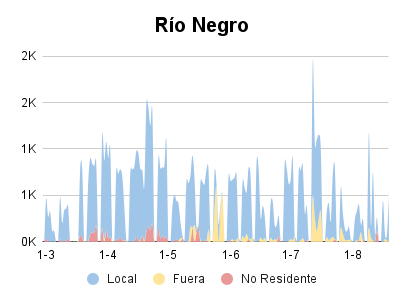 Río Negro
2K
2K
1K
1K
0K
1-3 1-4 1-5 1-6 1-7 1-8
Local Fuera No Residente